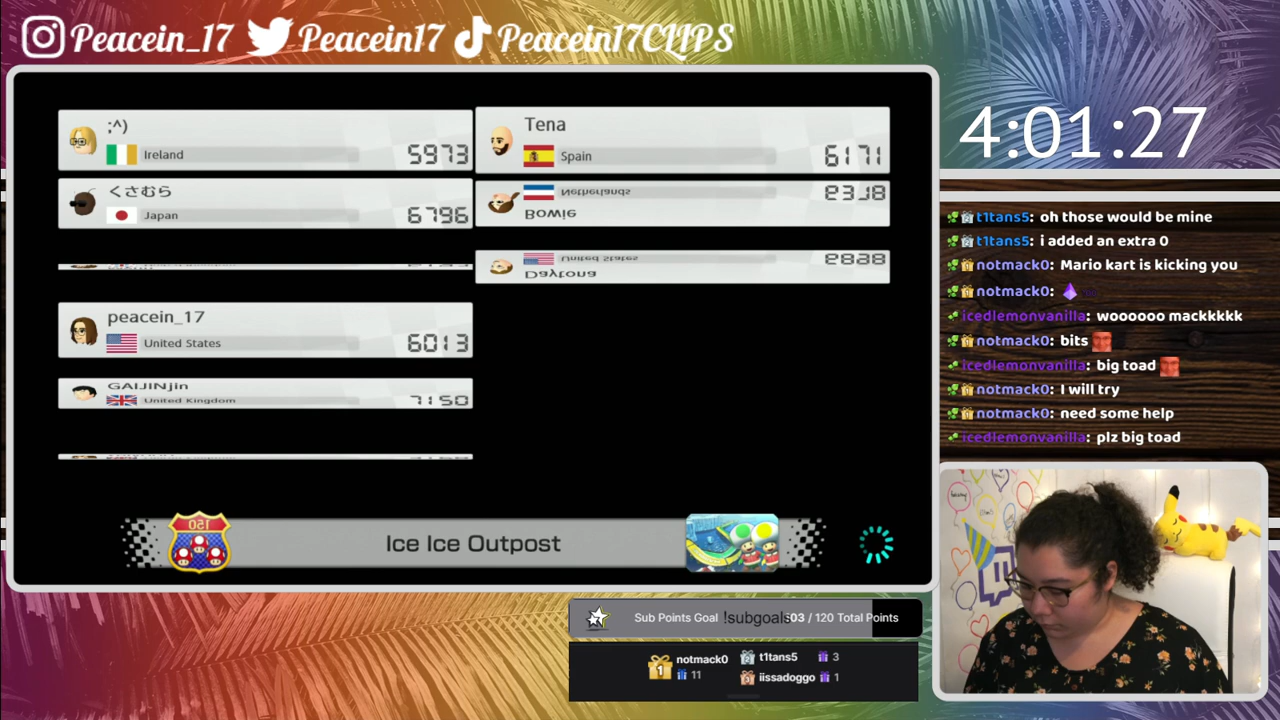 Peacein_17 Peacein17 Peacein17CLIPS
4:01:27
;^)
Ireland 5973
Tena
Spain 6171
くさむら
Japan 6796
Netherlands
Bowie
United States
Daytona
peacein_17
United States 6013
GAIJINjin
United Kingdom 7150
150
Ice Ice Outpost
t1tans5: oh those would be mine
t1tans5: i added an extra 0
notmack0: Mario kart is kicking you
notmack0:
icedlemonvanilla: woooooo mackkkkk
notmack0: bits
icedlemonvanilla: big toad
notmack0: I will try
notmack0: need some help
icedlemonvanilla: plz big toad
Sub Points Goal !subgoals 03 / 120 Total Points
notmack0 11
t1tans5 3
iissadoggo 1